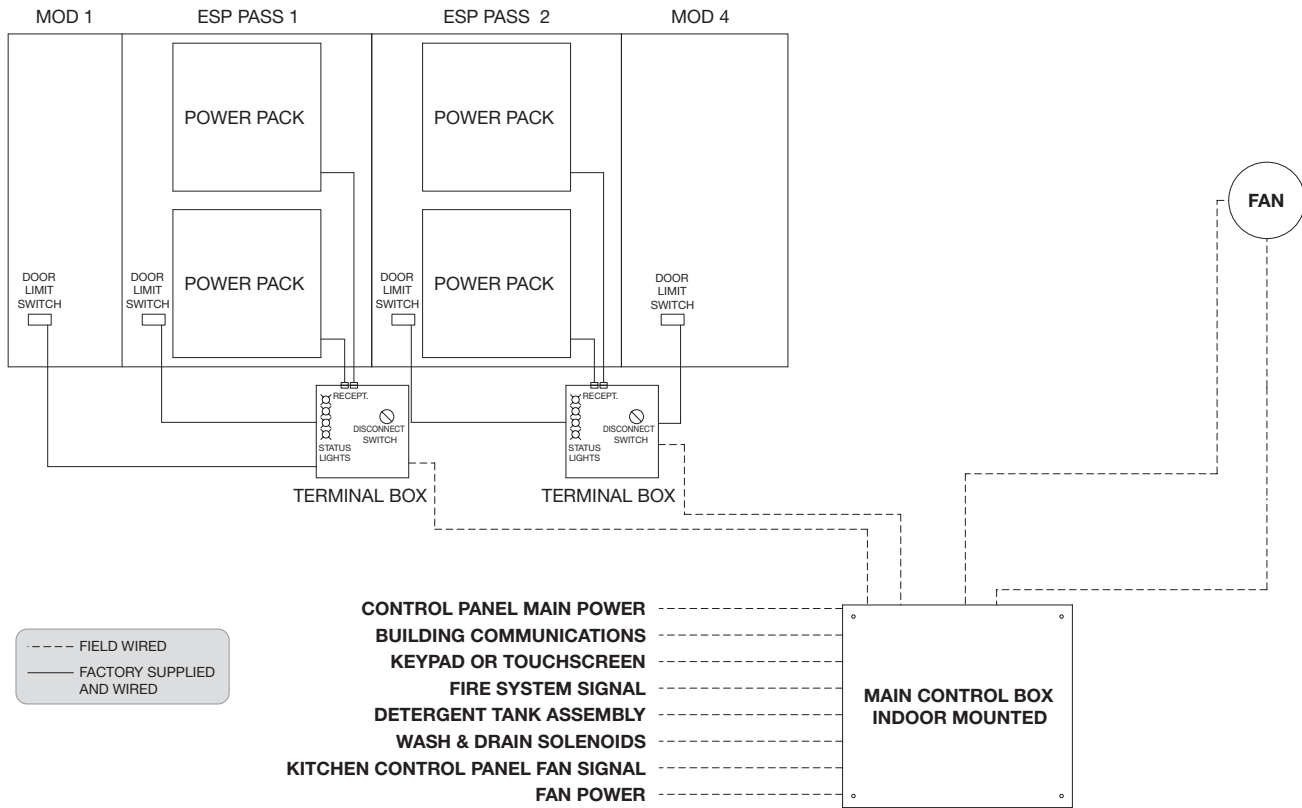 MOD 1
ESP PASS 1
ESP PASS 2
MOD 4
POWER PACK
POWER PACK
POWER PACK
POWER PACK
DOOR
LIMIT
SWITCH
DOOR
LIMIT
SWITCH
DOOR
LIMIT
SWITCH
DOOR
LIMIT
SWITCH
FAN
RECEPT.
DISCONNECT
SWITCH
STATUS
LIGHTS
TERMINAL BOX
RECEPT.
DISCONNECT
SWITCH
STATUS
LIGHTS
TERMINAL BOX
CONTROL PANEL MAIN POWER
BUILDING COMMUNICATIONS
KEYPAD OR TOUCHSCREEN
FIRE SYSTEM SIGNAL
DETERGENT TANK ASSEMBLY
WASH & DRAIN SOLENOIDS
KITCHEN CONTROL PANEL FAN SIGNAL
FAN POWER
MAIN CONTROL BOX
INDOOR MOUNTED
FIELD WIRED
FACTORY SUPPLIED
AND WIRED